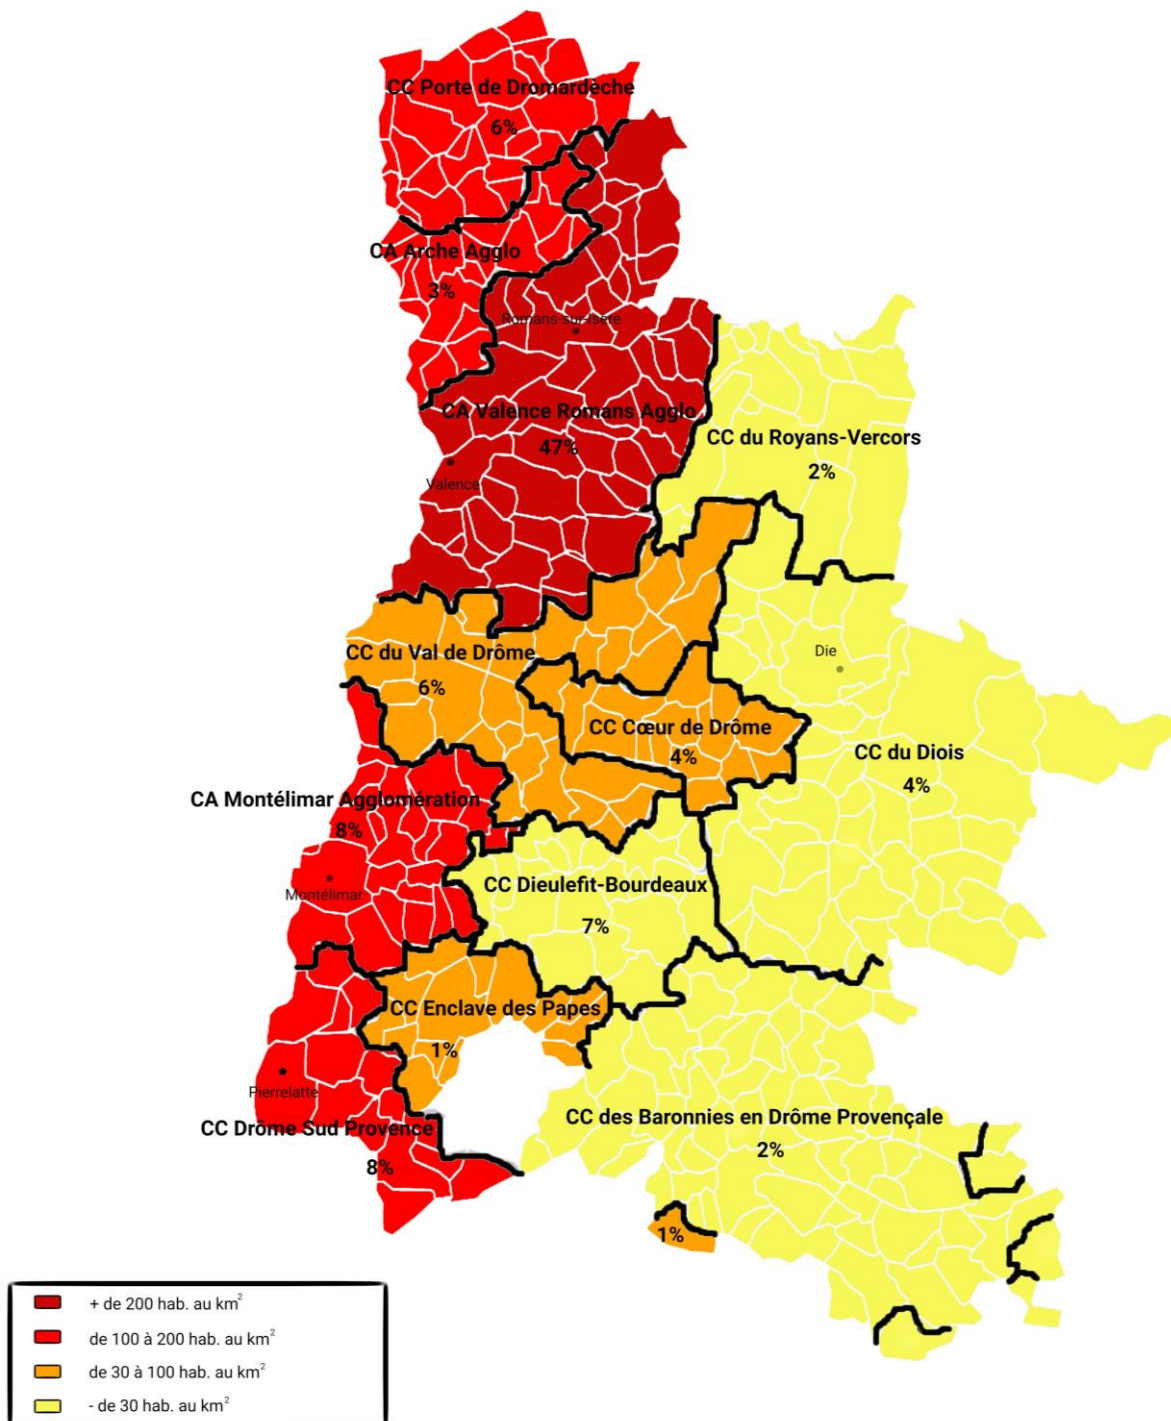 CC Porte de Dromardèche
6%
CA Arche Agglo
3%
Romans-sur-Isère
CA Valence Romans Agglo
47%
Valence
CC du Royans-Vercors
2%
CC du Val de Drôme
6%
Die
CC Cœur de Drôme
4%
CC du Diois
4%
CA Montélimar Agglomération
8%
Montélimar
CC Dieulefit-Bourdeaux
7%
CC Enclave des Papes
1%
Pierrelatte
CC Drôme Sud Provence
8%
CC des Baronnies en Drôme Provençale
2%
1%
+ de 200 hab. au km²
de 100 à 200 hab. au km²
de 30 à 100 hab. au km²
- de 30 hab. au km²